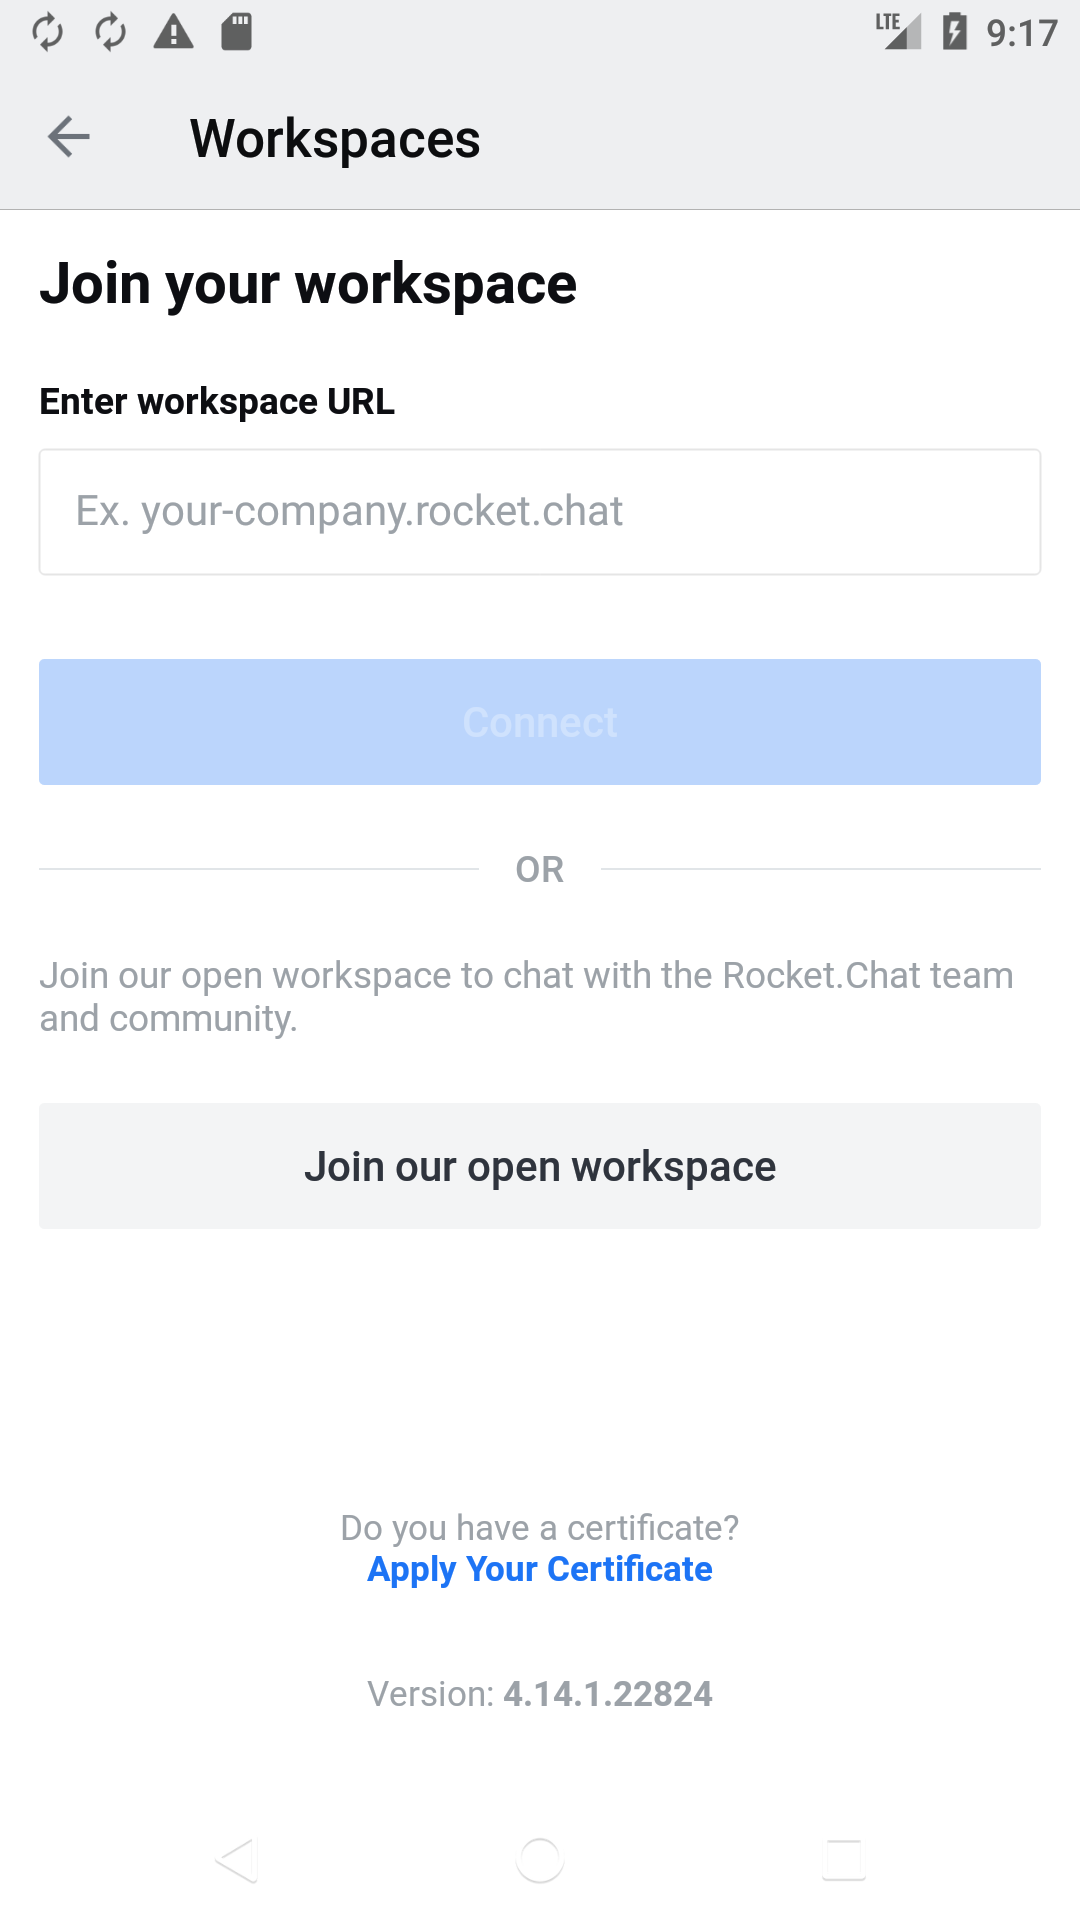 LTE 9:17
Workspaces
Join your workspace
Enter workspace URL
Ex. your-company.rocket.chat
Connect
OR
Join our open workspace to chat with the Rocket.Chat team
and community.
Join our open workspace
Do you have a certificate?
Apply Your Certificate
Version: 4.14.1.22824